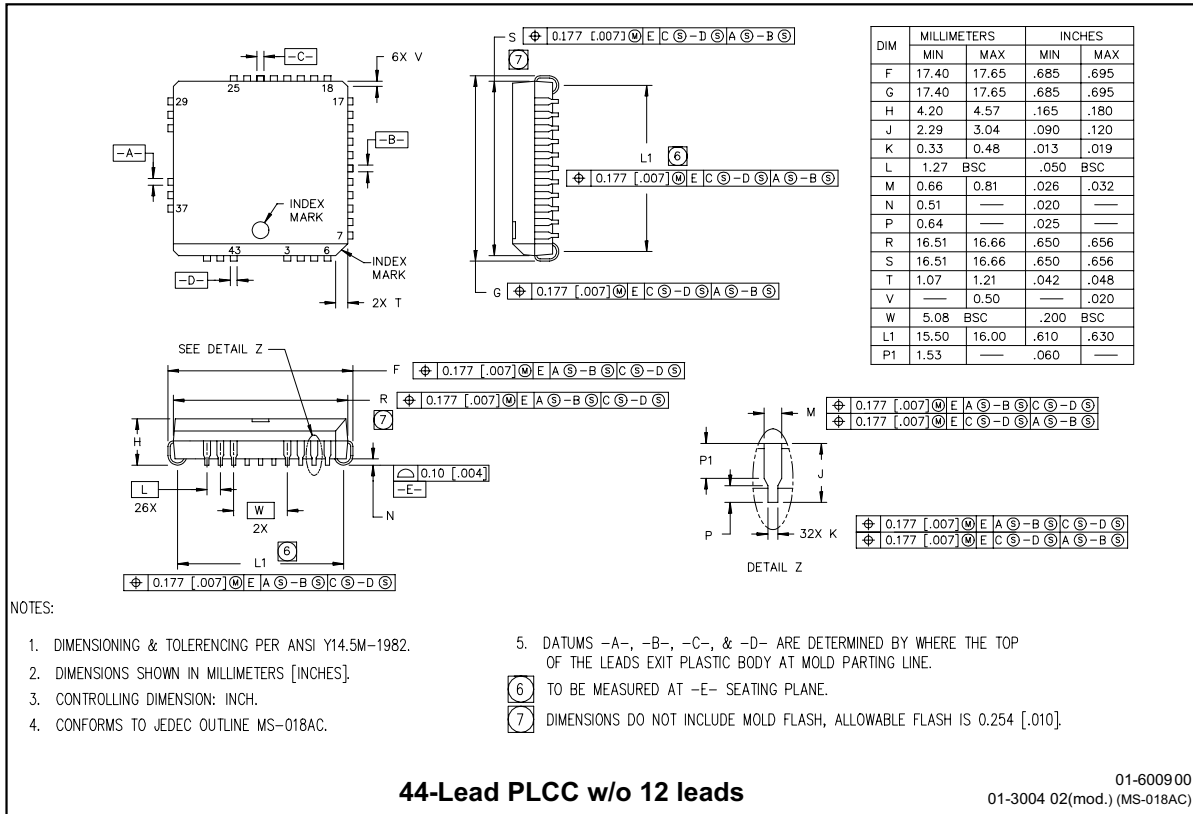 -C-
6X V
25
18
29
17
-A-
-B-
37
INDEX
MARK
7
43
3
6
INDEX
MARK
-D-
2X T
S ⌖ 0.177 [.007] Ⓜ E C Ⓢ -D Ⓢ A Ⓢ -B Ⓢ
7
L1 6
⌖ 0.177 [.007] Ⓜ E C Ⓢ -D Ⓢ A Ⓢ -B Ⓢ
G ⌖ 0.177 [.007] Ⓜ E C Ⓢ -D Ⓢ A Ⓢ -B Ⓢ
DIM MILLIMETERS INCHES
MIN MAX MIN MAX
F 17.40 17.65 .685 .695
G 17.40 17.65 .685 .695
H 4.20 4.57 .165 .180
J 2.29 3.04 .090 .120
K 0.33 0.48 .013 .019
L 1.27 BSC .050 BSC
M 0.66 0.81 .026 .032
N 0.51 — .020 —
P 0.64 — .025 —
R 16.51 16.66 .650 .656
S 16.51 16.66 .650 .656
T 1.07 1.21 .042 .048
V — 0.50 — .020
W 5.08 BSC .200 BSC
L1 15.50 16.00 .610 .630
P1 1.53 — .060 —
SEE DETAIL Z
F ⌖ 0.177 [.007] Ⓜ E A Ⓢ -B Ⓢ C Ⓢ -D Ⓢ
R ⌖ 0.177 [.007] Ⓜ E A Ⓢ -B Ⓢ C Ⓢ -D Ⓢ
7
H
⌓ 0.10 [.004]
-E-
L
26X
W
2X
N
L1 6
⌖ 0.177 [.007] Ⓜ E A Ⓢ -B Ⓢ C Ⓢ -D Ⓢ
M ⌖ 0.177 [.007] Ⓜ E A Ⓢ -B Ⓢ C Ⓢ -D Ⓢ
⌖ 0.177 [.007] Ⓜ E C Ⓢ -D Ⓢ A Ⓢ -B Ⓢ
P1
J
P
32X K
⌖ 0.177 [.007] Ⓜ E A Ⓢ -B Ⓢ C Ⓢ -D Ⓢ
⌖ 0.177 [.007] Ⓜ E C Ⓢ -D Ⓢ A Ⓢ -B Ⓢ
DETAIL Z
NOTES:
1. DIMENSIONING & TOLERENCING PER ANSI Y14.5M-1982.
2. DIMENSIONS SHOWN IN MILLIMETERS [INCHES].
3. CONTROLLING DIMENSION: INCH.
4. CONFORMS TO JEDEC OUTLINE MS-018AC.
5. DATUMS -A-, -B-, -C-, & -D- ARE DETERMINED BY WHERE THE TOP
OF THE LEADS EXIT PLASTIC BODY AT MOLD PARTING LINE.
6 TO BE MEASURED AT -E- SEATING PLANE.
7 DIMENSIONS DO NOT INCLUDE MOLD FLASH, ALLOWABLE FLASH IS 0.254 [.010].
44-Lead PLCC w/o 12 leads
01-6009 00
01-3004 02(mod.) (MS-018AC)